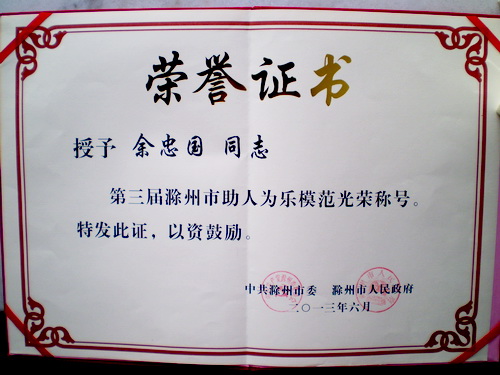 荣誉证书
授予 余忠国 同志
第三届滁州市助人为乐模范光荣称号。
特发此证，以资鼓励。
中共滁州市委 滁州市人民政府
二〇一三年六月